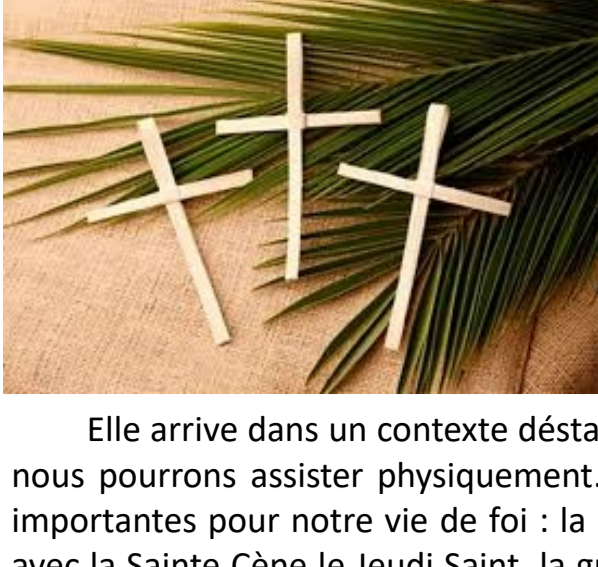 Elle arrive dans un contexte désta
nous pourrons assister physiquement.
importantes pour notre vie de foi : la
avec la Sainte Cène le Jeudi Saint, la gr